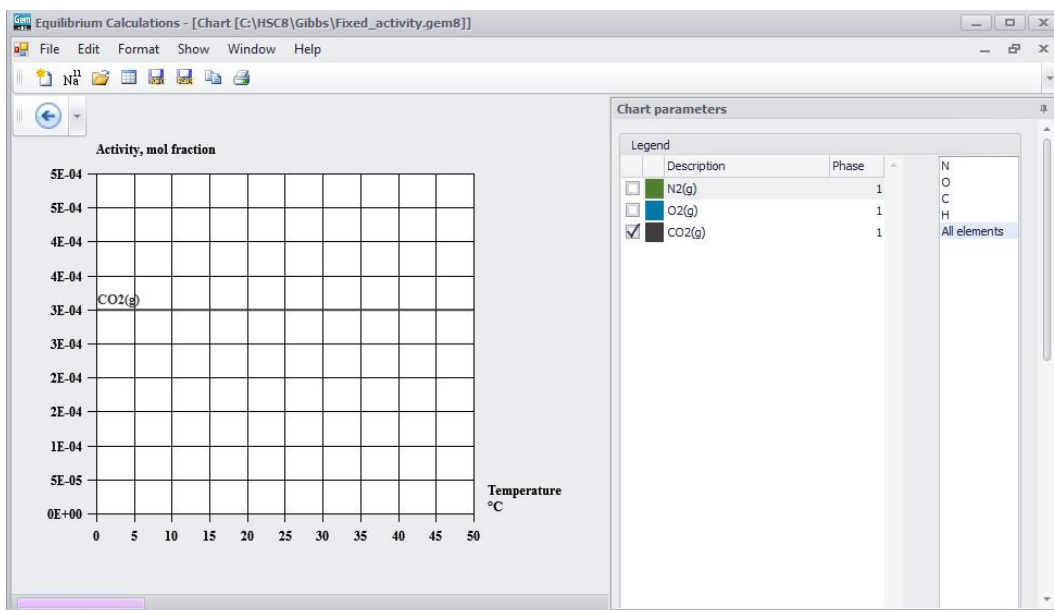 Equilibrium Calculations - [Chart [C:\HSC8\Gibbs\Fixed_activity.gem8]]
File Edit Format Show Window Help
Chart parameters
Activity, mol fraction
5E-04
5E-04
4E-04
4E-04
3E-04
3E-04
2E-04
2E-04
1E-04
5E-05
0E+00
CO2(g)
0 5 10 15 20 25 30 35 40 45 50
Temperature
°C
Legend
Description Phase
N2(g) 1
O2(g) 1
CO2(g) 1
N
O
C
H
All elements